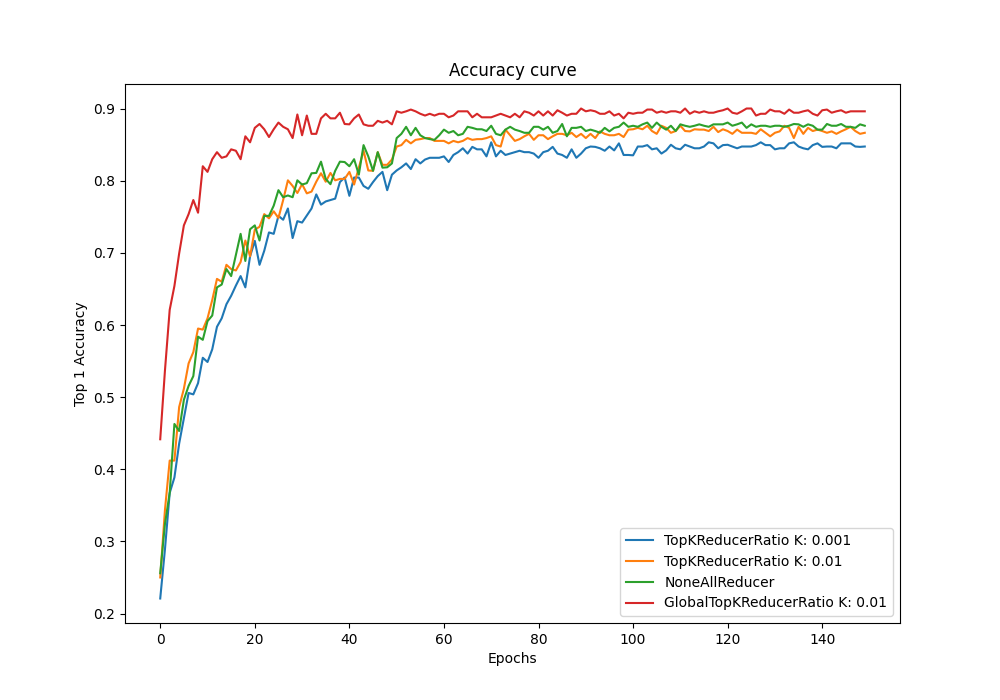 Accuracy curve
Top 1 Accuracy
0.9
0.8
0.7
0.6
0.5
0.4
0.3
0.2
0 20 40 60 80 100 120 140
Epochs
TopKReducerRatio K: 0.001
TopKReducerRatio K: 0.01
NoneAllReducer
GlobalTopKReducerRatio K: 0.01